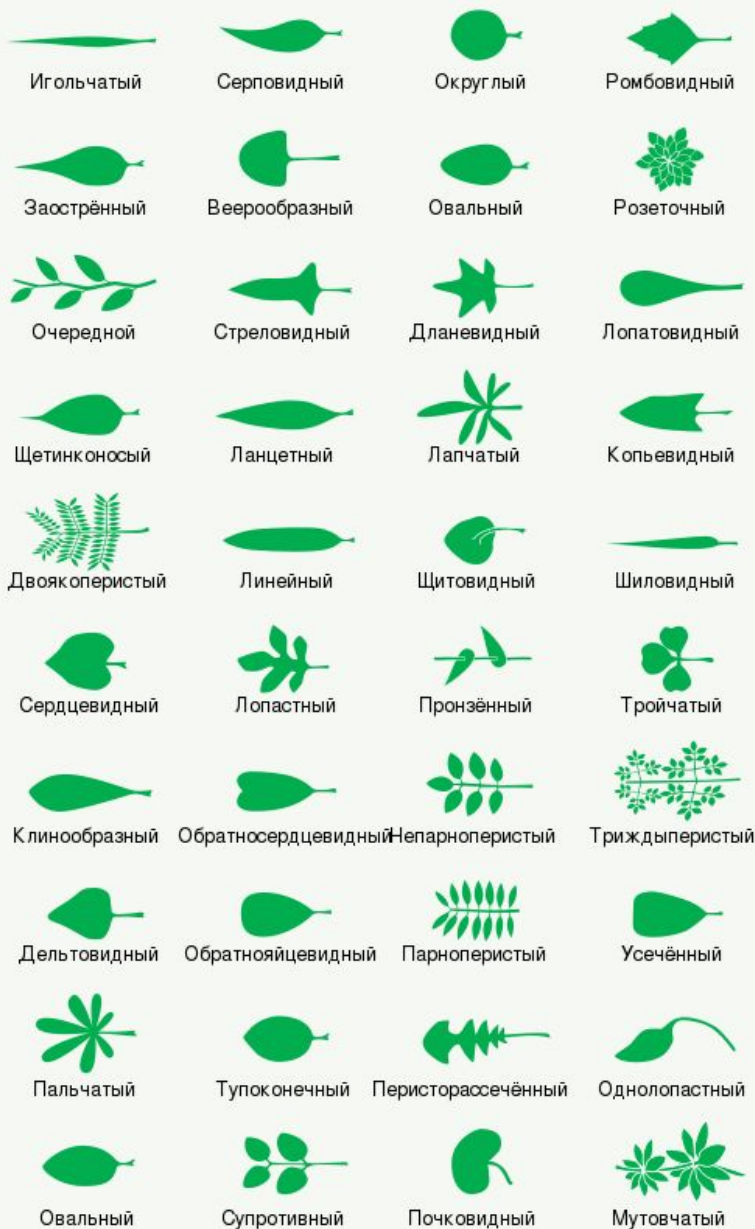 Игольчатый Серповидный Округлый Ромбовидный
Заострённый Веерообразный Овальный Розеточный
Очередной Стреловидный Дланевидный Лопатовидный
Щетинконосый Ланцетный Лапчатый Копьевидный
Двоякоперистый Линейный Щитовидный Шиловидный
Сердцевидный Лопастный Пронзённый Тройчатый
Клинообразный Обратносердцевидный Непарноперистый Триждыперистый
Дельтовидный Обратнояйцевидный Парноперистый Усечённый
Пальчатый Тупоконечный Перисторассечённый Однолопастный
Овальный Супротивный Почковидный Мутовчатый